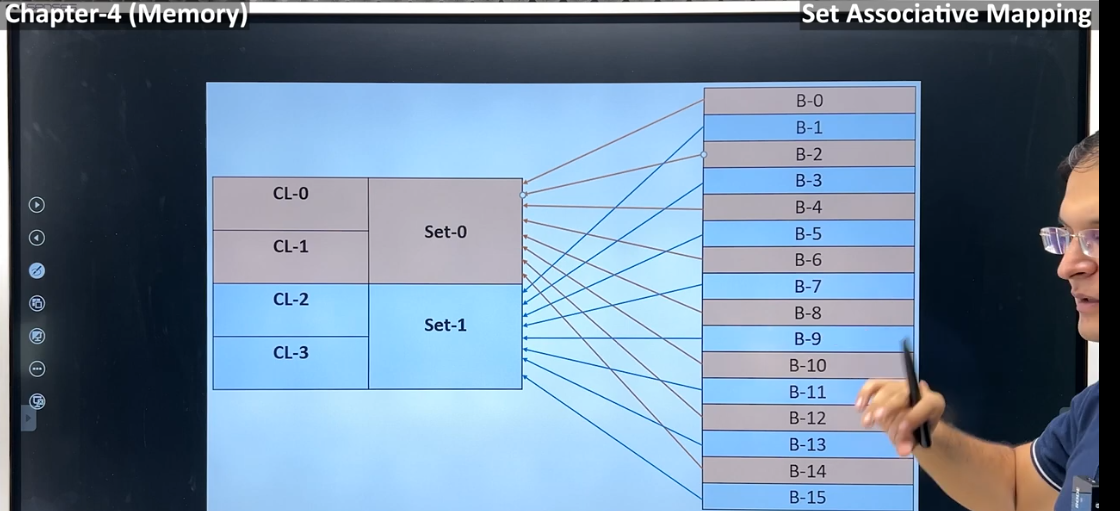 Chapter-4 (Memory)
Set Associative Mapping
CL-0
CL-1
CL-2
CL-3
Set-0
Set-1
B-0
B-1
B-2
B-3
B-4
B-5
B-6
B-7
B-8
B-9
B-10
B-11
B-12
B-13
B-14
B-15